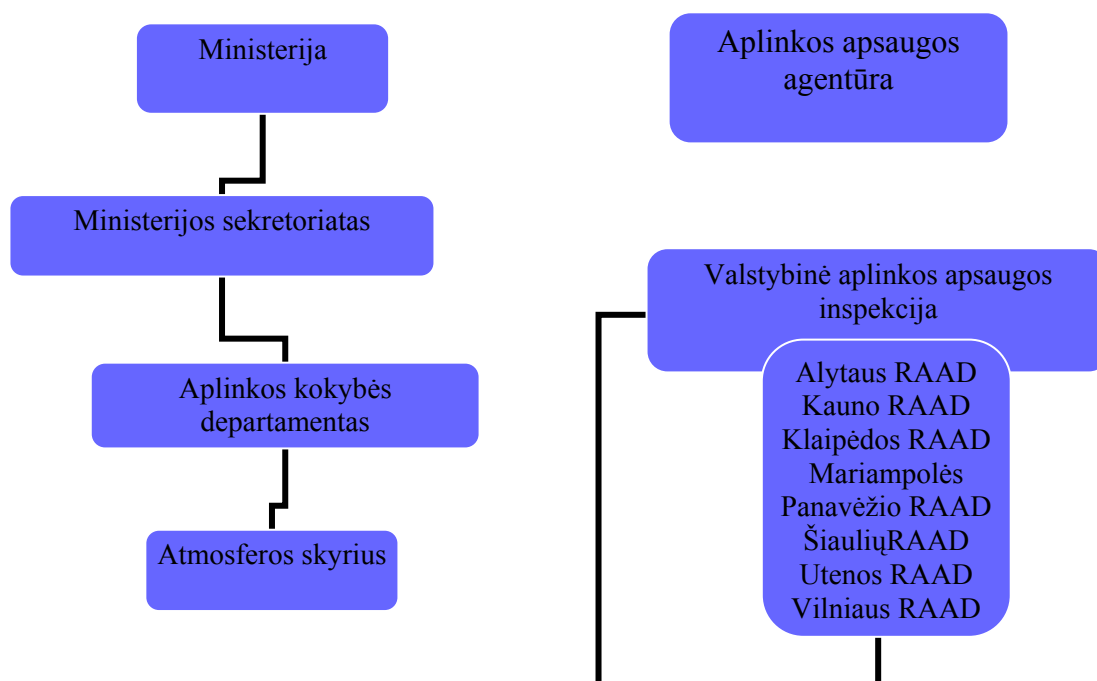 Ministerija
Ministerijos sekretoriatas
Aplinkos kokybės
departamentas
Atmosferos skyrius
Aplinkos apsaugos
agentūra
Valstybinė aplinkos apsaugos
inspekcija
Alytaus RAAD
Kauno RAAD
Klaipėdos RAAD
Mariampolės
Panavėžio RAAD
ŠiauliųRAAD
Utenos RAAD
Vilniaus RAAD